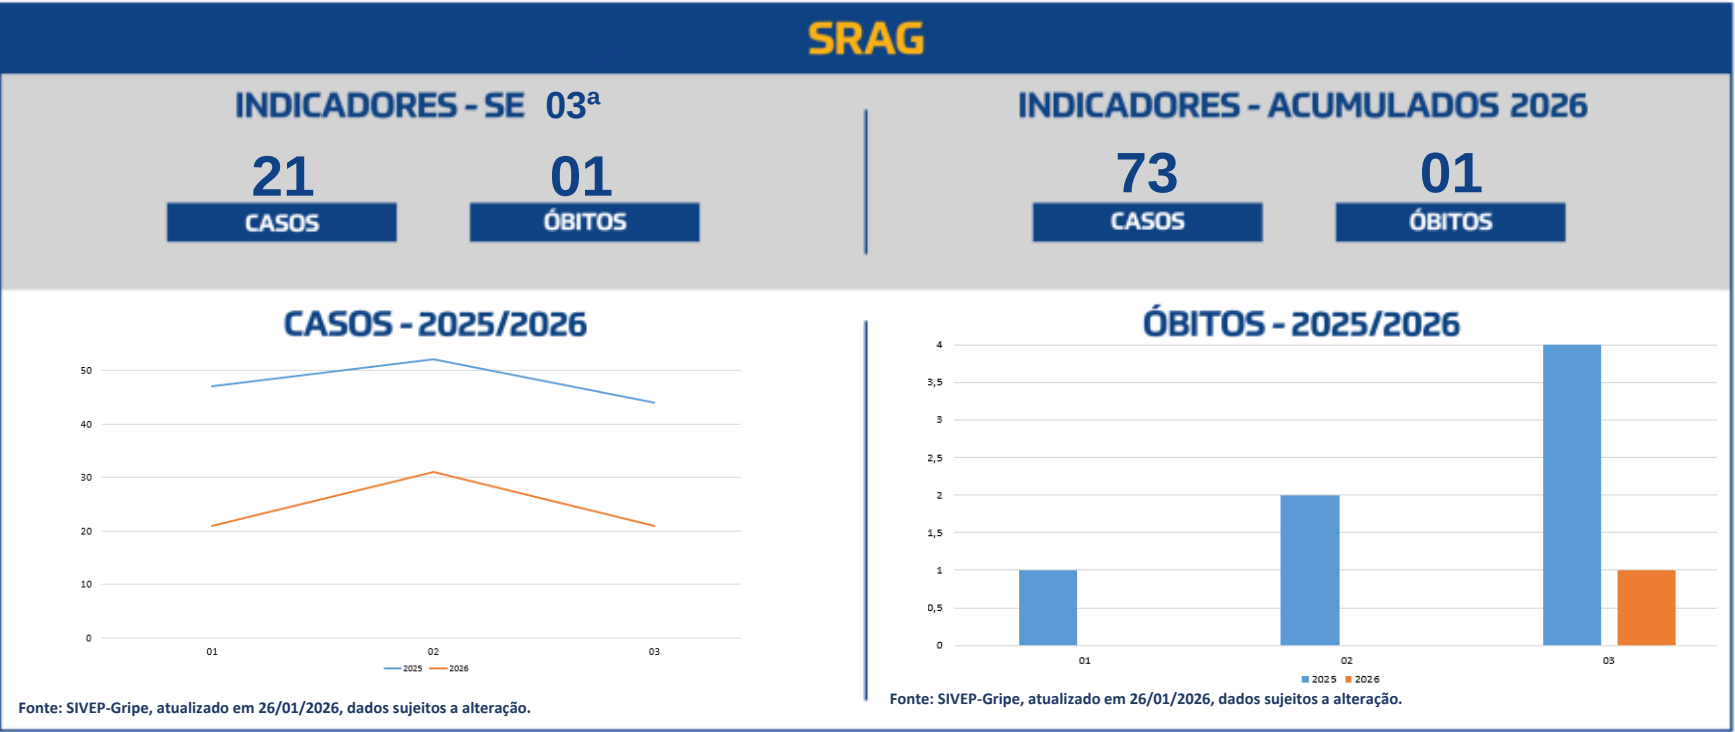 SRAG
INDICADORES - SE 03ª
21
01
CASOS
ÓBITOS
INDICADORES - ACUMULADOS 2026
73
01
CASOS
ÓBITOS
CASOS - 2025/2026
50
40
30
20
10
0
01
02
03
2025 2026
Fonte: SIVEP-Gripe, atualizado em 26/01/2026, dados sujeitos a alteração.
ÓBITOS - 2025/2026
4
3,5
3
2,5
2
1,5
1
0,5
0
01
02
03
2025 2026
Fonte: SIVEP-Gripe, atualizado em 26/01/2026, dados sujeitos a alteração.